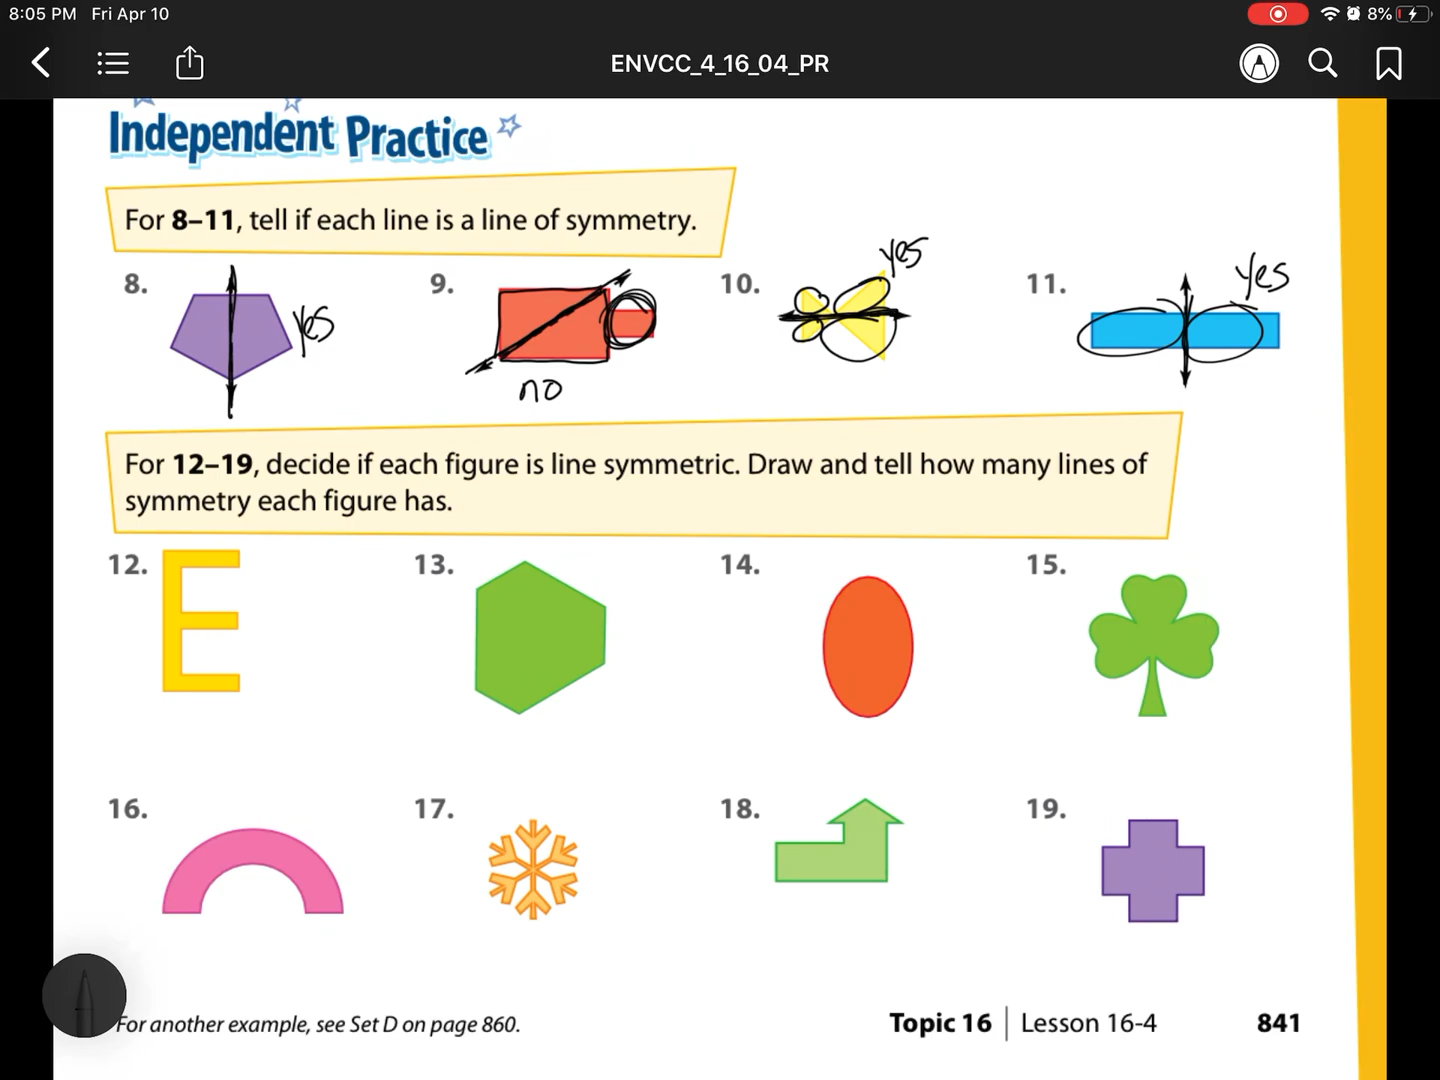 8:05 PM Fri Apr 10
8%
ENVCC_4_16_04_PR
Independent Practice
For 8–11, tell if each line is a line of symmetry.
8.
yes
9.
no
10.
yes
11.
yes
For 12–19, decide if each figure is line symmetric. Draw and tell how many lines of
symmetry each figure has.
12.
E
13.
14.
15.
16.
17.
18.
19.
For another example, see Set D on page 860.
Topic 16 | Lesson 16-4
841